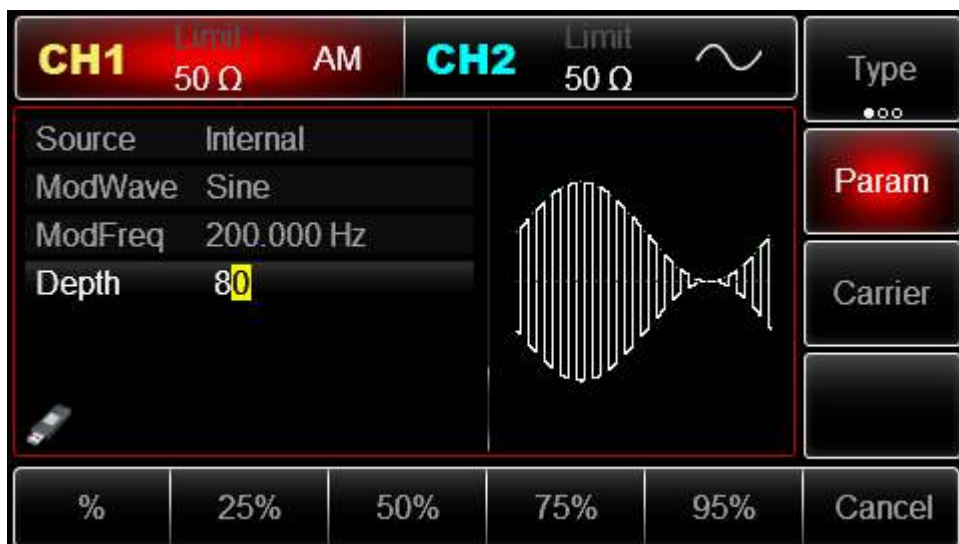 CH1 Limit 50 Ω AM CH2 Limit 50 Ω
Type
Source Internal
ModWave Sine
ModFreq 200.000 Hz
Depth 80
Param
Carrier
% 25% 50% 75% 95% Cancel